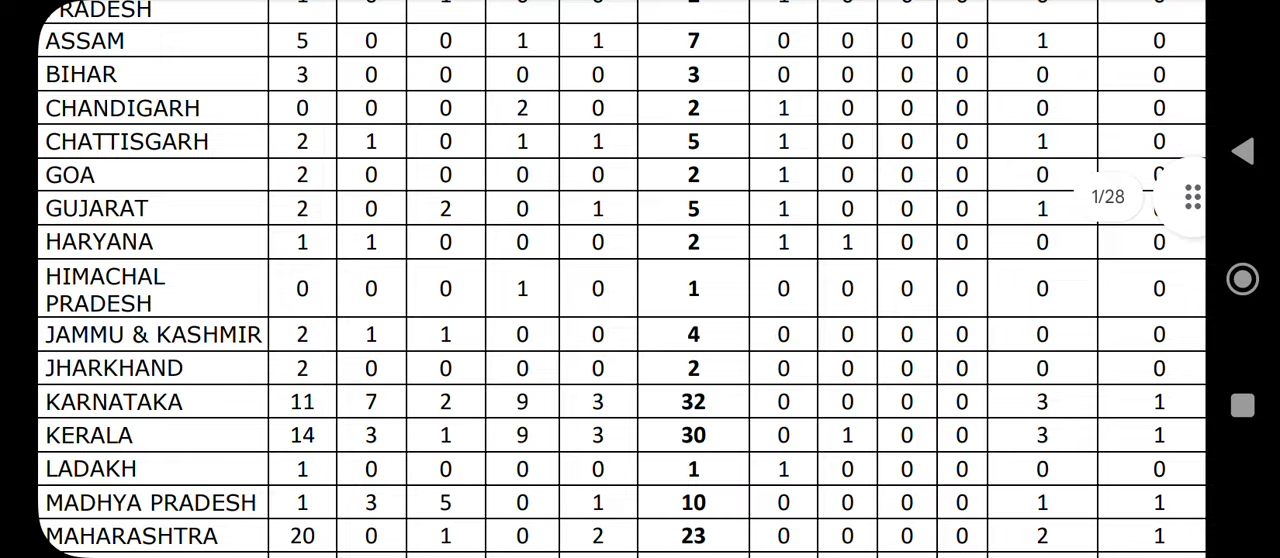 PRADESH 1 0 1 0 0 2 1 0 0 0 0 0
ASSAM 5 0 0 1 1 7 0 0 0 0 1 0
BIHAR 3 0 0 0 0 3 0 0 0 0 0 0
CHANDIGARH 0 0 0 2 0 2 1 0 0 0 0 0
CHATTISGARH 2 1 0 1 1 5 1 0 0 0 1 0
GOA 2 0 0 0 0 2 1 0 0 0 0
1/28
GUJARAT 2 0 2 0 1 5 1 0 0 0 1
HARYANA 1 1 0 0 0 2 1 1 0 0 0 0
HIMACHAL
PRADESH 0 0 0 1 0 1 0 0 0 0 0 0
JAMMU & KASHMIR 2 1 1 0 0 4 0 0 0 0 0 0
JHARKHAND 2 0 0 0 0 2 0 0 0 0 0 0
KARNATAKA 11 7 2 9 3 32 0 0 0 0 3 1
KERALA 14 3 1 9 3 30 0 1 0 0 3 1
LADAKH 1 0 0 0 0 1 1 0 0 0 0 0
MADHYA PRADESH 1 3 5 0 1 10 0 0 0 0 1 1
MAHARASHTRA 20 0 1 0 2 23 0 0 0 0 2 1